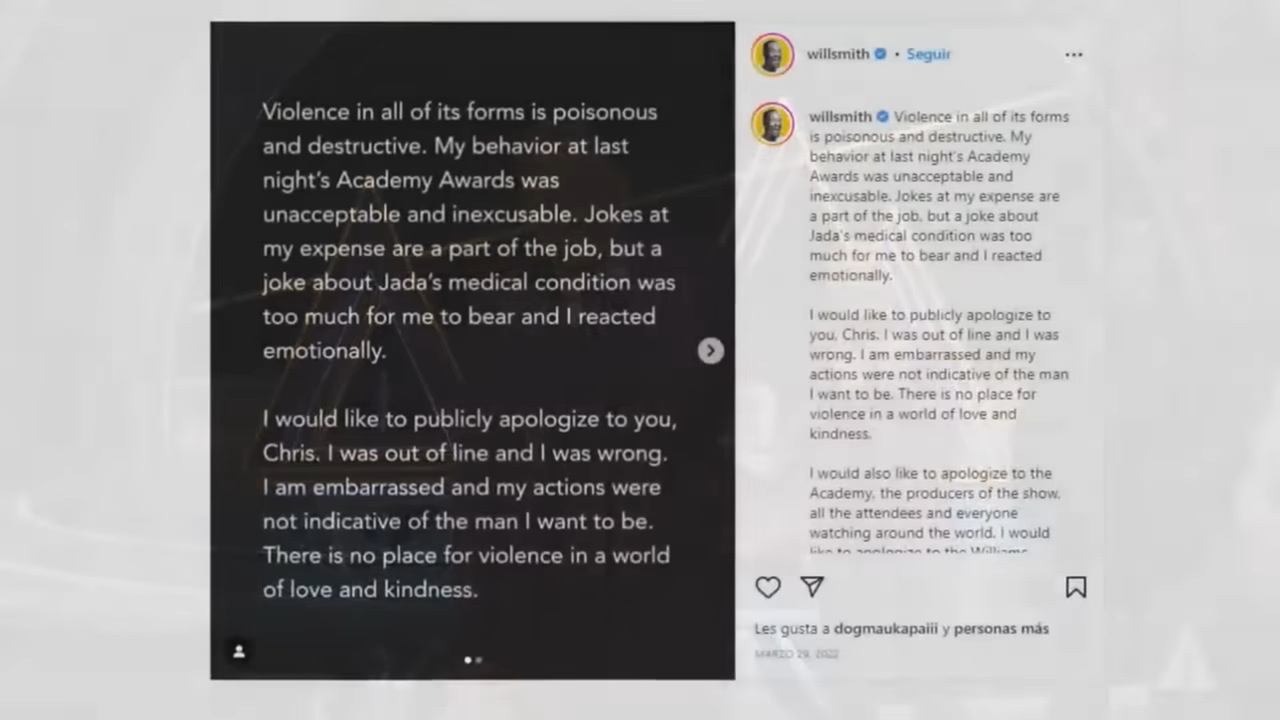 Violence in all of its forms is poisonous
and destructive. My behavior at last
night's Academy Awards was
unacceptable and inexcusable. Jokes at
my expense are a part of the job, but a
joke about Jada's medical condition was
too much for me to bear and I reacted
emotionally.
I would like to publicly apologize to you,
Chris. I was out of line and I was wrong.
I am embarrassed and my actions were
not indicative of the man I want to be.
There is no place for violence in a world
of love and kindness.
willsmith • Seguir
willsmith Violence in all of its forms
is poisonous and destructive. My
behavior at last night's Academy
Awards was unacceptable and
inexcusable. Jokes at my expense are
a part of the job, but a joke about
Jada's medical condition was too
much for me to bear and I reacted
emotionally.
I would like to publicly apologize to
you, Chris. I was out of line and I was
wrong. I am embarrassed and my
actions were not indicative of the man
I want to be. There is no place for
violence in a world of love and
kindness.
I would also like to apologize to the
Academy, the producers of the show,
all the attendees and everyone
watching around the world. I would
like to apologize to the Williams
Les gusta a dogmaukapaiii y personas más
MARZO 29, 2022